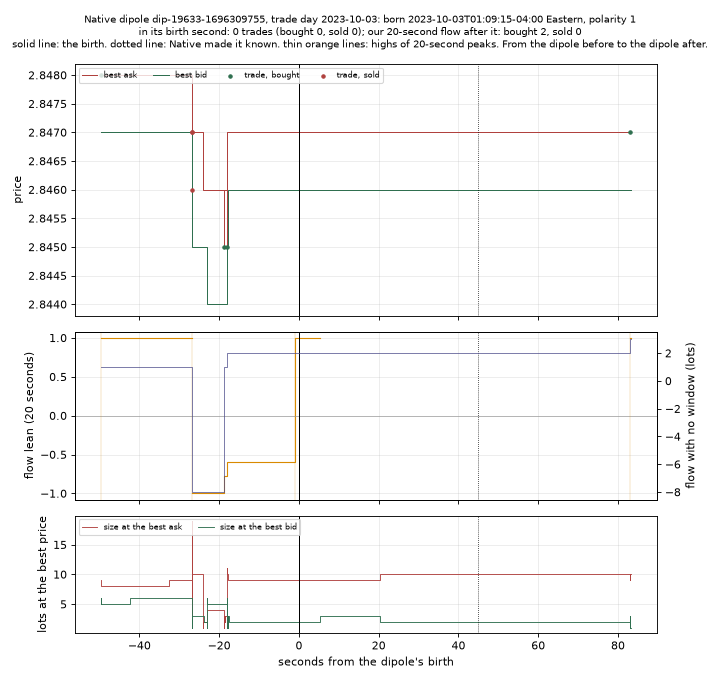 Native dipole dip-19633-1696309755, trade day 2023-10-03: born 2023-10-03T01:09:15-04:00 Eastern, polarity 1
in its birth second: 0 trades (bought 0, sold 0); our 20-second flow after it: bought 2, sold 0
solid line: the birth. dotted line: Native made it known. thin orange lines: highs of 20-second peaks. From the dipole before to the dipole after.
best ask best bid trade, bought trade, sold
2.8480
2.8475
2.8470
2.8465
2.8460
2.8455
2.8450
2.8445
2.8440
price
1.0
0.5
0.0
−0.5
−1.0
flow lean (20 seconds)
2
0
−2
−4
−6
−8
flow with no window (lots)
size at the best ask size at the best bid
15
10
5
lots at the best price
−40 −20 0 20 40 60 80
seconds from the dipole's birth